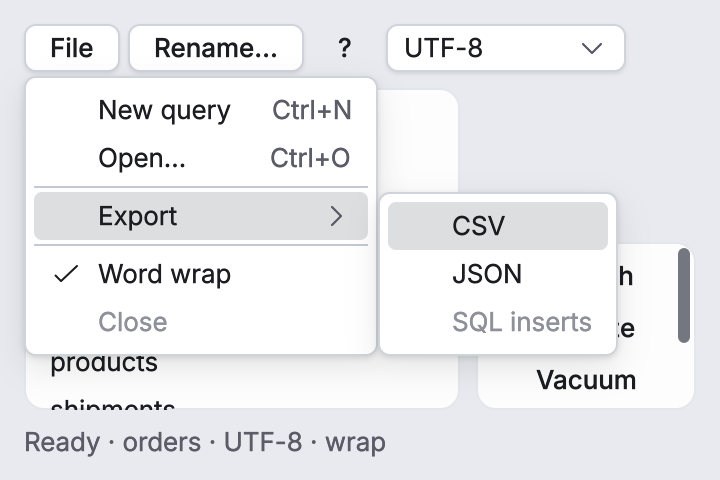 File Rename... ? UTF-8
New query Ctrl+N
Open... Ctrl+O
Export
CSV
Word wrap
JSON
Close
SQL inserts
products
Vacuum
shipments
Ready · orders · UTF-8 · wrap